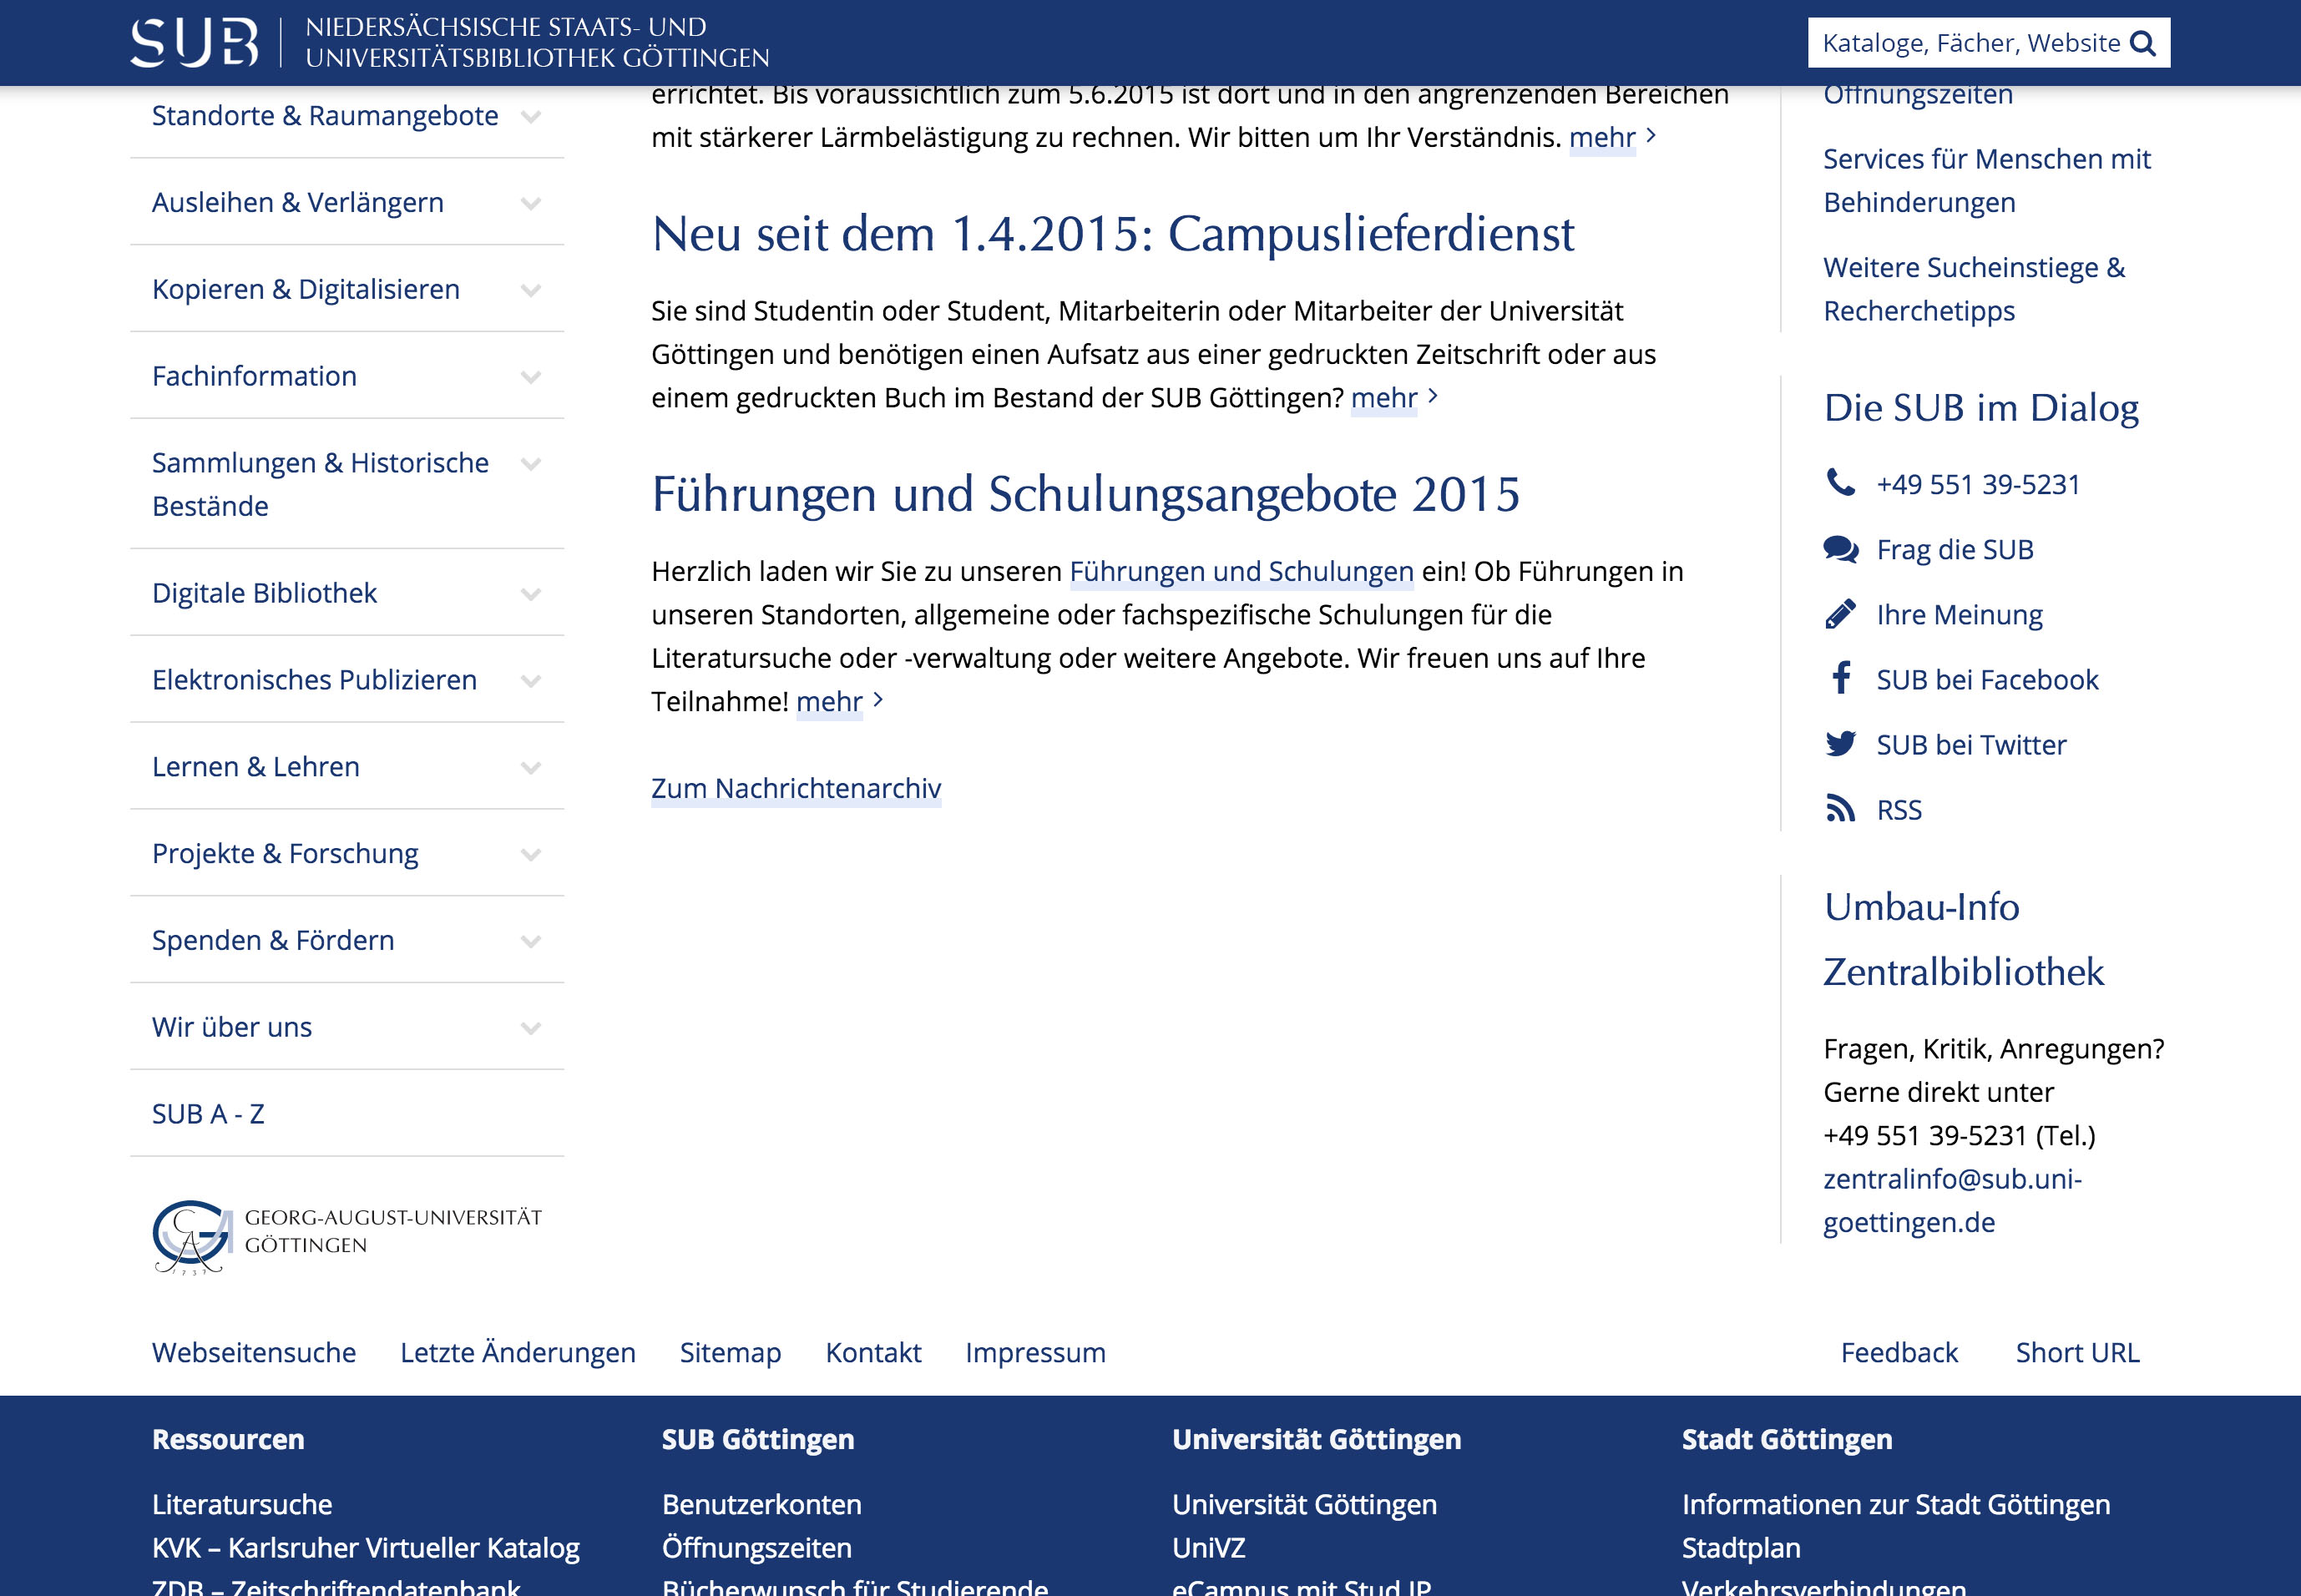 SUB
NIEDERSÄCHSISCHE STAATS- UND
UNIVERSITÄTSBIBLIOTHEK GÖTTINGEN
Kataloge, Fächer, Website
Standorte & Raumangebote
Ausleihen & Verlängern
Kopieren & Digitalisieren
Fachinformation
Sammlungen & Historische
Bestände
Digitale Bibliothek
Elektronisches Publizieren
Lernen & Lehren
Projekte & Forschung
Spenden & Fördern
Wir über uns
SUB A - Z
GEORG-AUGUST-UNIVERSITÄT
GÖTTINGEN
errichtet. Bis voraussichtlich zum 5.6.2015 ist dort und in den angrenzenden Bereichen
mit stärkerer Lärmbelästigung zu rechnen. Wir bitten um Ihr Verständnis. mehr
Neu seit dem 1.4.2015: Campuslieferdienst
Sie sind Studentin oder Student, Mitarbeiterin oder Mitarbeiter der Universität
Göttingen und benötigen einen Aufsatz aus einer gedruckten Zeitschrift oder aus
einem gedruckten Buch im Bestand der SUB Göttingen? mehr
Führungen und Schulungsangebote 2015
Herzlich laden wir Sie zu unseren Führungen und Schulungen ein! Ob Führungen in
unseren Standorten, allgemeine oder fachspezifische Schulungen für die
Literatursuche oder -verwaltung oder weitere Angebote. Wir freuen uns auf Ihre
Teilnahme! mehr
Zum Nachrichtenarchiv
Öffnungszeiten
Services für Menschen mit
Behinderungen
Weitere Sucheinstiege &
Recherchetipps
Die SUB im Dialog
+49 551 39-5231
Frag die SUB
Ihre Meinung
SUB bei Facebook
SUB bei Twitter
RSS
Umbau-Info
Zentralbibliothek
Fragen, Kritik, Anregungen?
Gerne direkt unter
+49 551 39-5231 (Tel.)
zentralinfo@sub.uni-
goettingen.de
Webseitensuche Letzte Änderungen Sitemap Kontakt Impressum Feedback Short URL
Ressourcen
Literatursuche
KVK – Karlsruher Virtueller Katalog
ZDB – Zeitschriftendatenbank
SUB Göttingen
Benutzerkonten
Öffnungszeiten
Bücherwunsch für Studierende
Universität Göttingen
Universität Göttingen
UniVZ
eCampus mit Stud.IP
Stadt Göttingen
Informationen zur Stadt Göttingen
Stadtplan
Verkehrsverbindungen